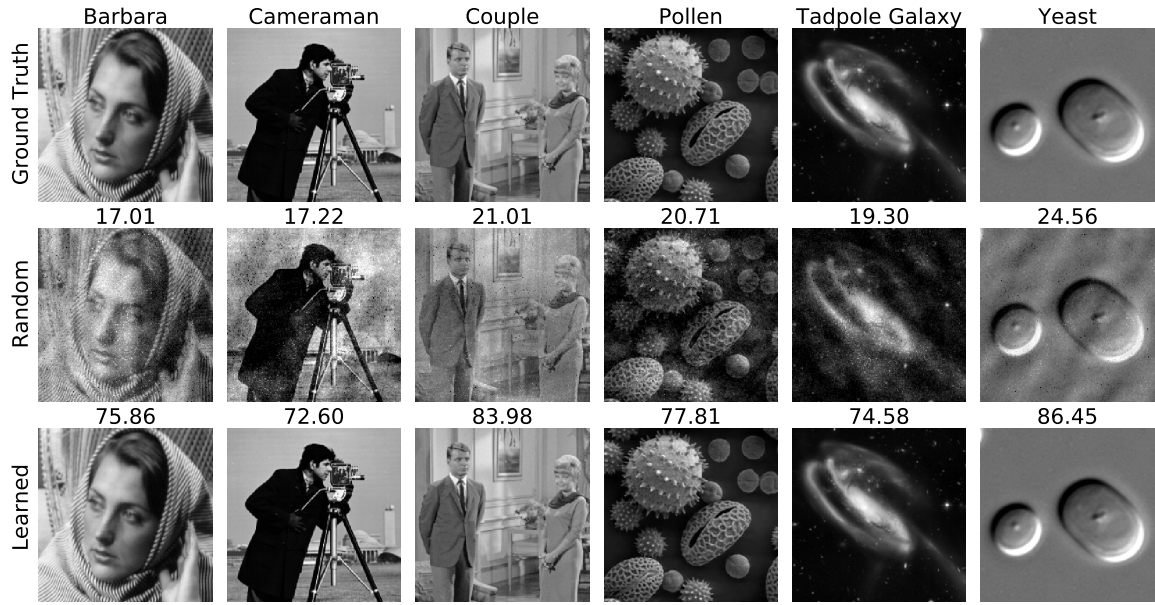 Barbara Cameraman Couple Pollen Tadpole Galaxy Yeast
Ground Truth
17.01 17.22 21.01 20.71 19.30 24.56
Random
75.86 72.60 83.98 77.81 74.58 86.45
Learned